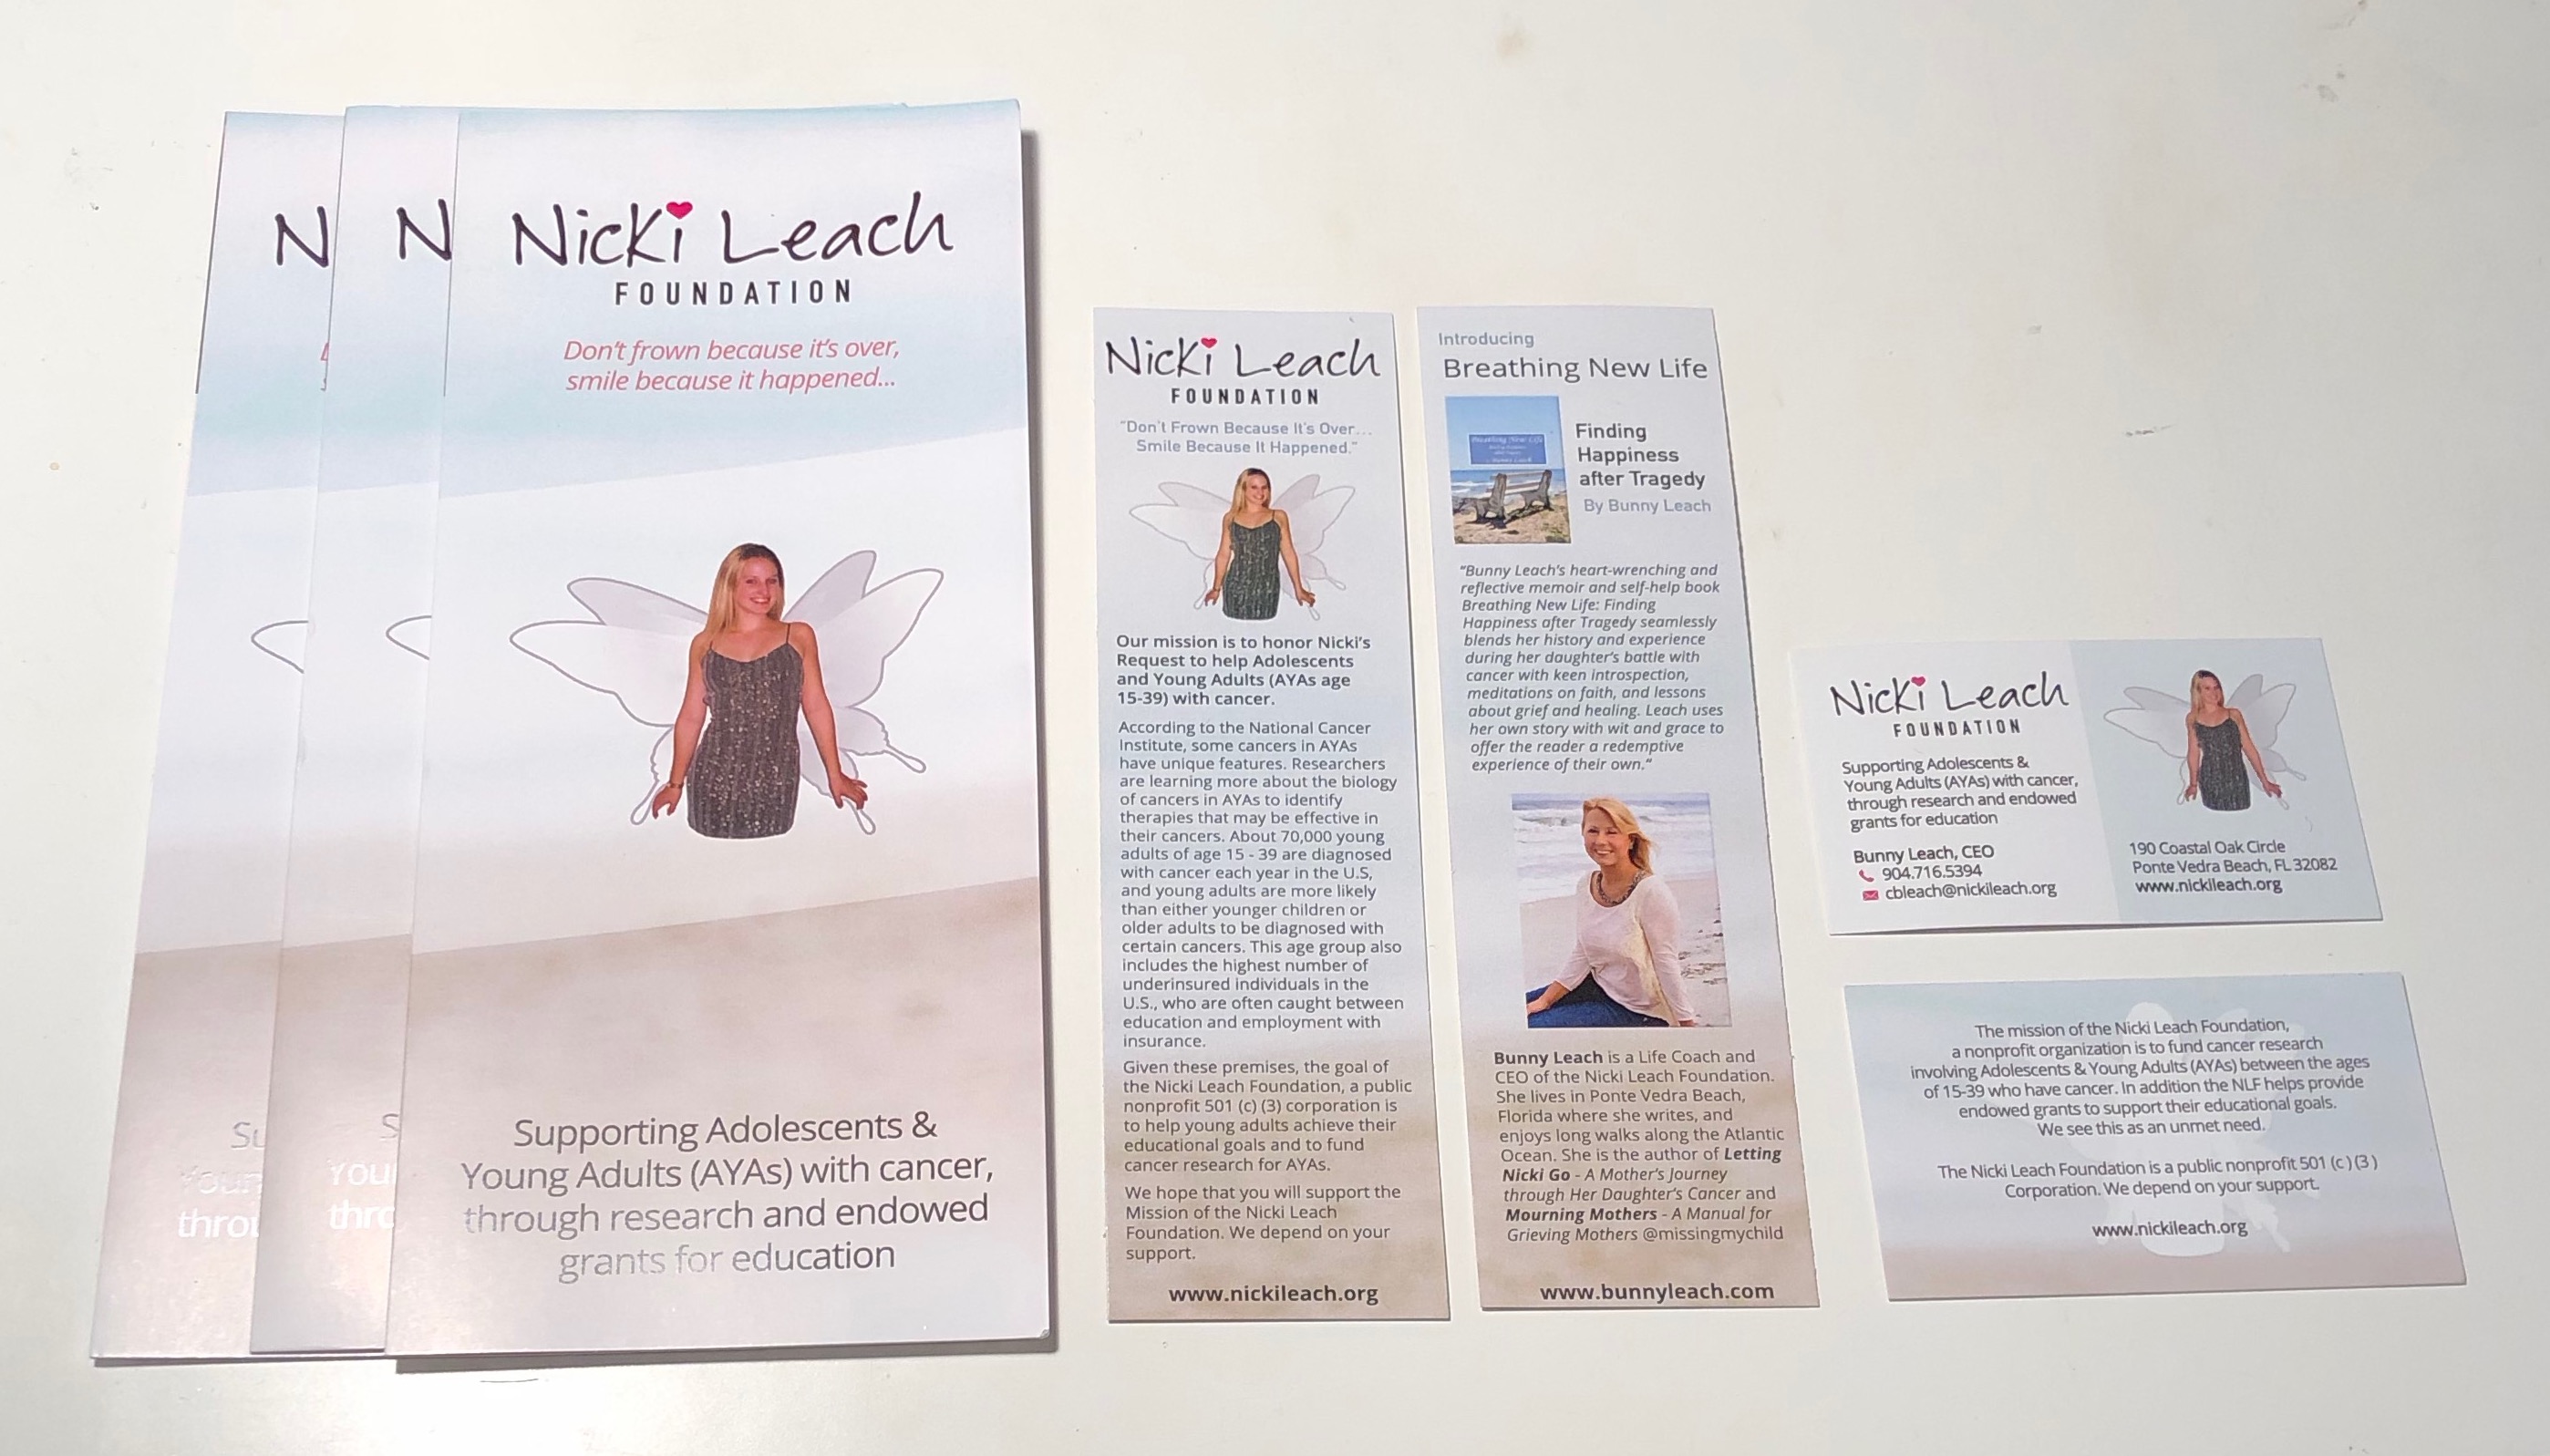 N
N
Nicki Leach
FOUNDATION
Don't frown because it's over,
smile because it happened...
Su
Your
throu
S
You
thro
Supporting Adolescents &
Young Adults (AYAs) with cancer,
through research and endowed
grants for education
Nicki Leach
FOUNDATION
"Don't Frown Because It's Over...
Smile Because It Happened."
Our mission is to honor Nicki's
Request to help Adolescents
and Young Adults (AYAs age
15-39) with cancer.
According to the National Cancer
Institute, some cancers in AYAs
have unique features. Researchers
are learning more about the biology
of cancers in AYAs to identify
therapies that may be effective in
their cancers. About 70,000 young
adults of age 15 - 39 are diagnosed
with cancer each year in the U.S,
and young adults are more likely
than either younger children or
older adults to be diagnosed with
certain cancers. This age group also
includes the highest number of
underinsured individuals in the
U.S., who are often caught between
education and employment with
insurance.
Given these premises, the goal of
the Nicki Leach Foundation, a public
nonprofit 501 (c) (3) corporation is
to help young adults achieve their
educational goals and to fund
cancer research for AYAs.
We hope that you will support the
Mission of the Nicki Leach
Foundation. We depend on your
support.
www.nickileach.org
Introducing
Breathing New Life
Breathing New Life
Bunny Leach
Finding
Happiness
after Tragedy
By Bunny Leach
"Bunny Leach's heart-wrenching and
reflective memoir and self-help book
Breathing New Life: Finding
Happiness after Tragedy seamlessly
blends her history and experience
during her daughter's battle with
cancer with keen introspection,
meditations on faith, and lessons
about grief and healing. Leach uses
her own story with wit and grace to
offer the reader a redemptive
experience of their own."
Bunny Leach is a Life Coach and
CEO of the Nicki Leach Foundation.
She lives in Ponte Vedra Beach,
Florida where she writes, and
enjoys long walks along the Atlantic
Ocean. She is the author of Letting
Nicki Go - A Mother's Journey
through Her Daughter's Cancer and
Mourning Mothers - A Manual for
Grieving Mothers @missingmychild
www.bunnyleach.com
Nicki Leach
FOUNDATION
Supporting Adolescents &
Young Adults (AYAs) with cancer,
through research and endowed
grants for education
Bunny Leach, CEO
904.716.5394
cbleach@nickileach.org
190 Coastal Oak Circle
Ponte Vedra Beach, FL 32082
www.nickileach.org
The mission of the Nicki Leach Foundation,
a nonprofit organization is to fund cancer research
involving Adolescents & Young Adults (AYAs) between the ages
of 15-39 who have cancer. In addition the NLF helps provide
endowed grants to support their educational goals.
We see this as an unmet need.
The Nicki Leach Foundation is a public nonprofit 501 (c) (3)
Corporation. We depend on your support.
www.nickileach.org